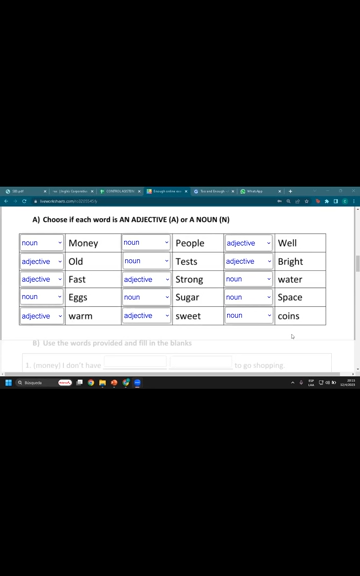 A) Choose if each word is AN ADJECTIVE (A) or A NOUN (N)
noun Money noun People adjective Well
adjective Old noun Tests adjective Bright
adjective Fast adjective Strong noun water
noun Eggs noun Sugar noun Space
adjective warm adjective sweet noun coins
B) Use the words provided and fill in the blanks
1. (money) I don't have to go shopping.
Búsqueda